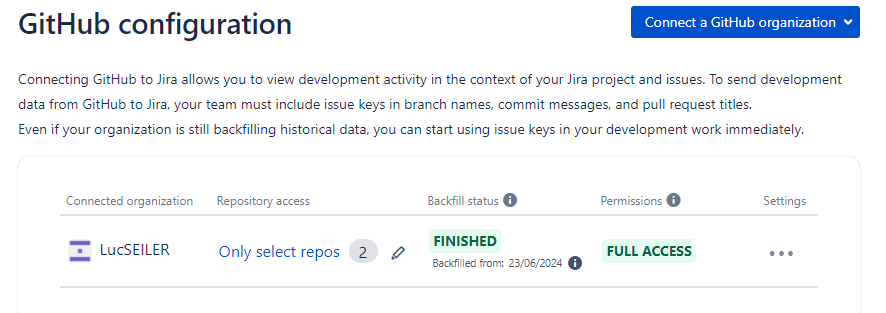 GitHub configuration
Connect a GitHub organization
Connecting GitHub to Jira allows you to view development activity in the context of your Jira project and issues. To send development
data from GitHub to Jira, your team must include issue keys in branch names, commit messages, and pull request titles.
Even if your organization is still backfilling historical data, you can start using issue keys in your development work immediately.
Connected organization Repository access Backfill status Permissions Settings
LucSEILER Only select repos 2 FINISHED FULL ACCESS
Backfilled from: 23/06/2024